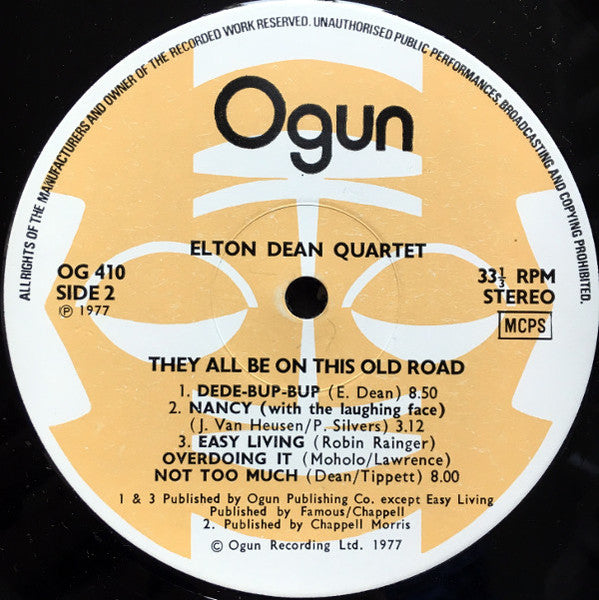 ALL RIGHTS OF THE MANUFACTURERS AND OWNER OF THE RECORDED WORK RESERVED. UNAUTHORISED PUBLIC PERFORMANCES, BROADCASTING AND COPYING PROHIBITED.
Ogun
ELTON DEAN QUARTET
OG 410
SIDE 2
℗ 1977
33⅓ RPM
STEREO
MCPS
THEY ALL BE ON THIS OLD ROAD
1. DEDE-BUP-BUP (E. Dean) 8.50
2. NANCY (with the laughing face)
(J. Van Heusen/P. Silvers) 3.12
3. EASY LIVING (Robin Rainger)
OVERDOING IT (Moholo/Lawrence)
NOT TOO MUCH (Dean/Tippett) 8.00
1 & 3 Published by Ogun Publishing Co. except Easy Living
Published by Famous/Chappell
2. Published by Chappell Morris
© Ogun Recording Ltd. 1977